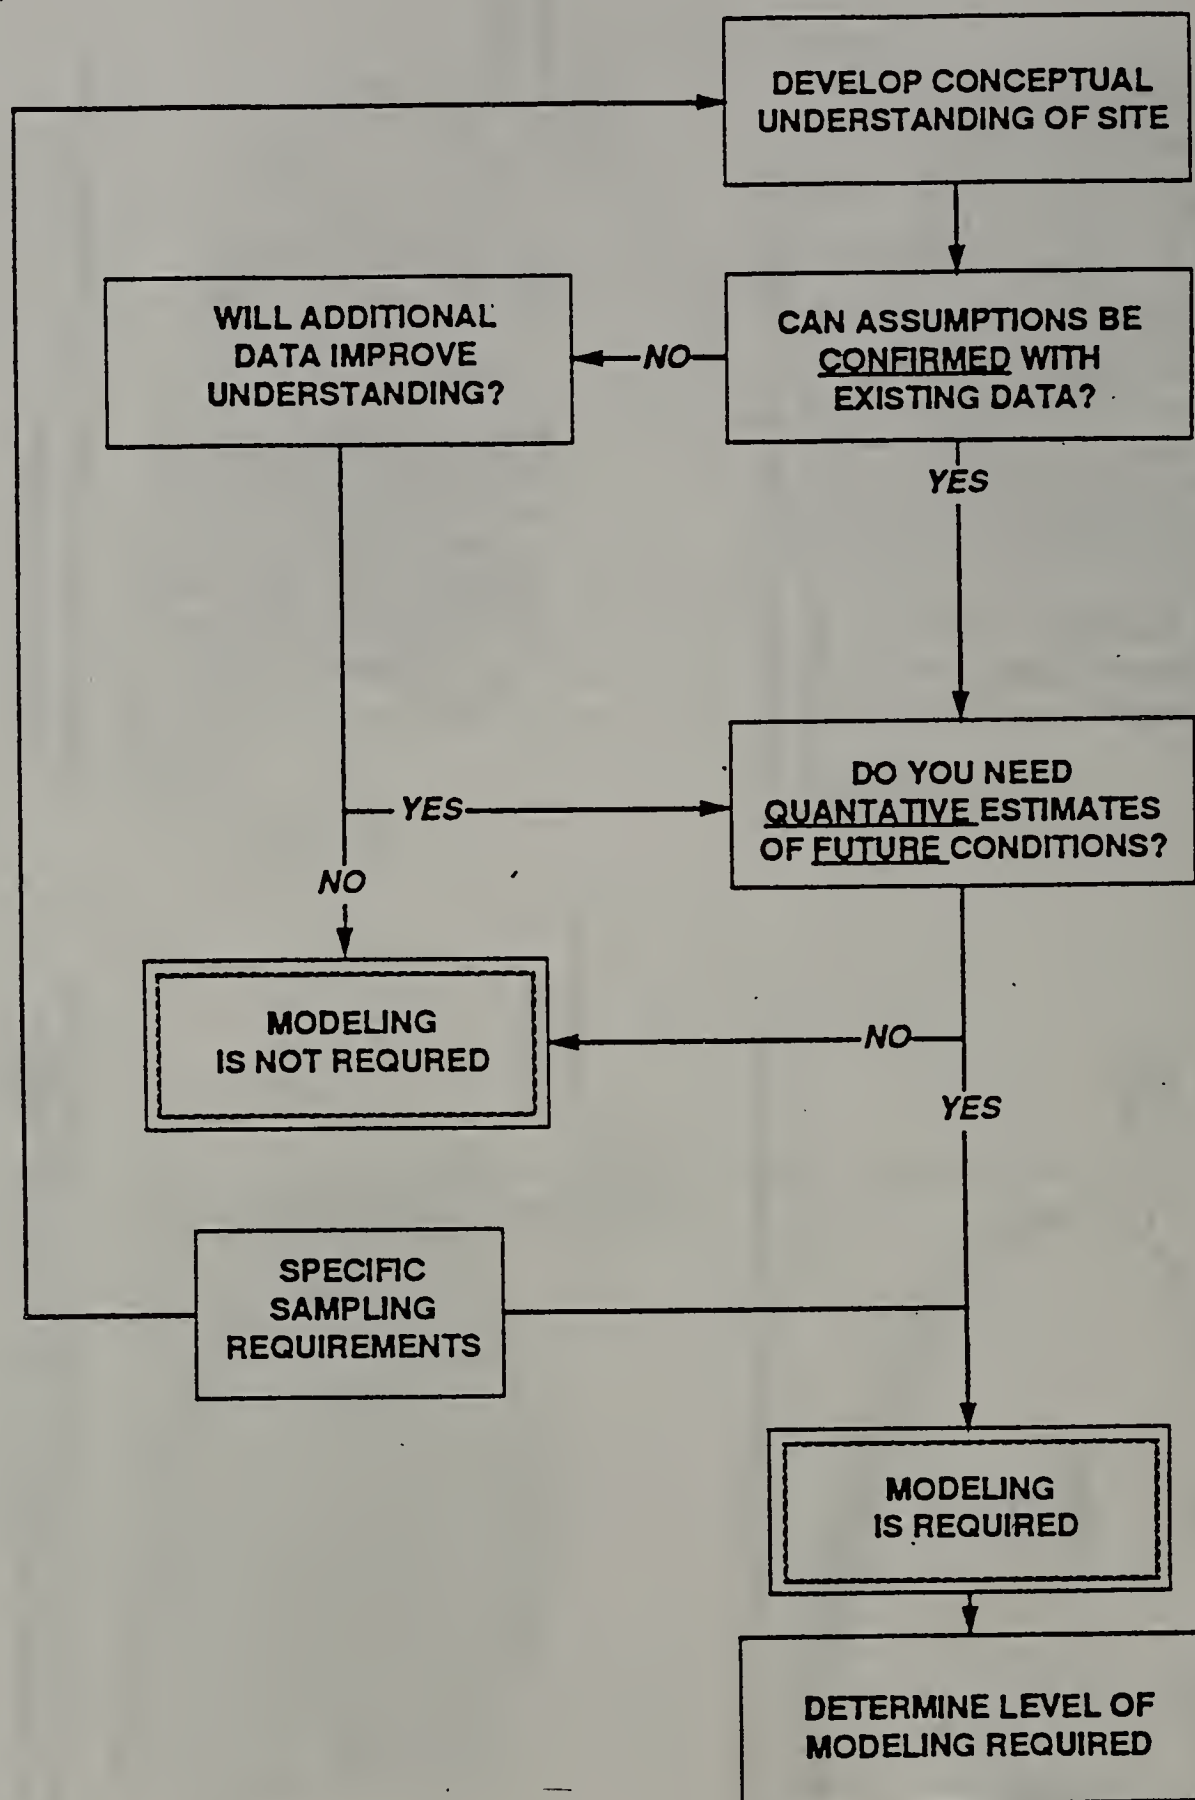 DEVELOP CONCEPTUAL
UNDERSTANDING OF SITE
WILL ADDITIONAL
DATA IMPROVE
UNDERSTANDING?
NO
CAN ASSUMPTIONS BE
CONFIRMED WITH
EXISTING DATA?
YES
DO YOU NEED
QUANTATIVE ESTIMATES
OF FUTURE CONDITIONS?
YES
NO
MODELING
IS NOT REQURED
NO
YES
SPECIFIC
SAMPLING
REQUIREMENTS
MODELING
IS REQUIRED
DETERMINE LEVEL OF
MODELING REQUIRED